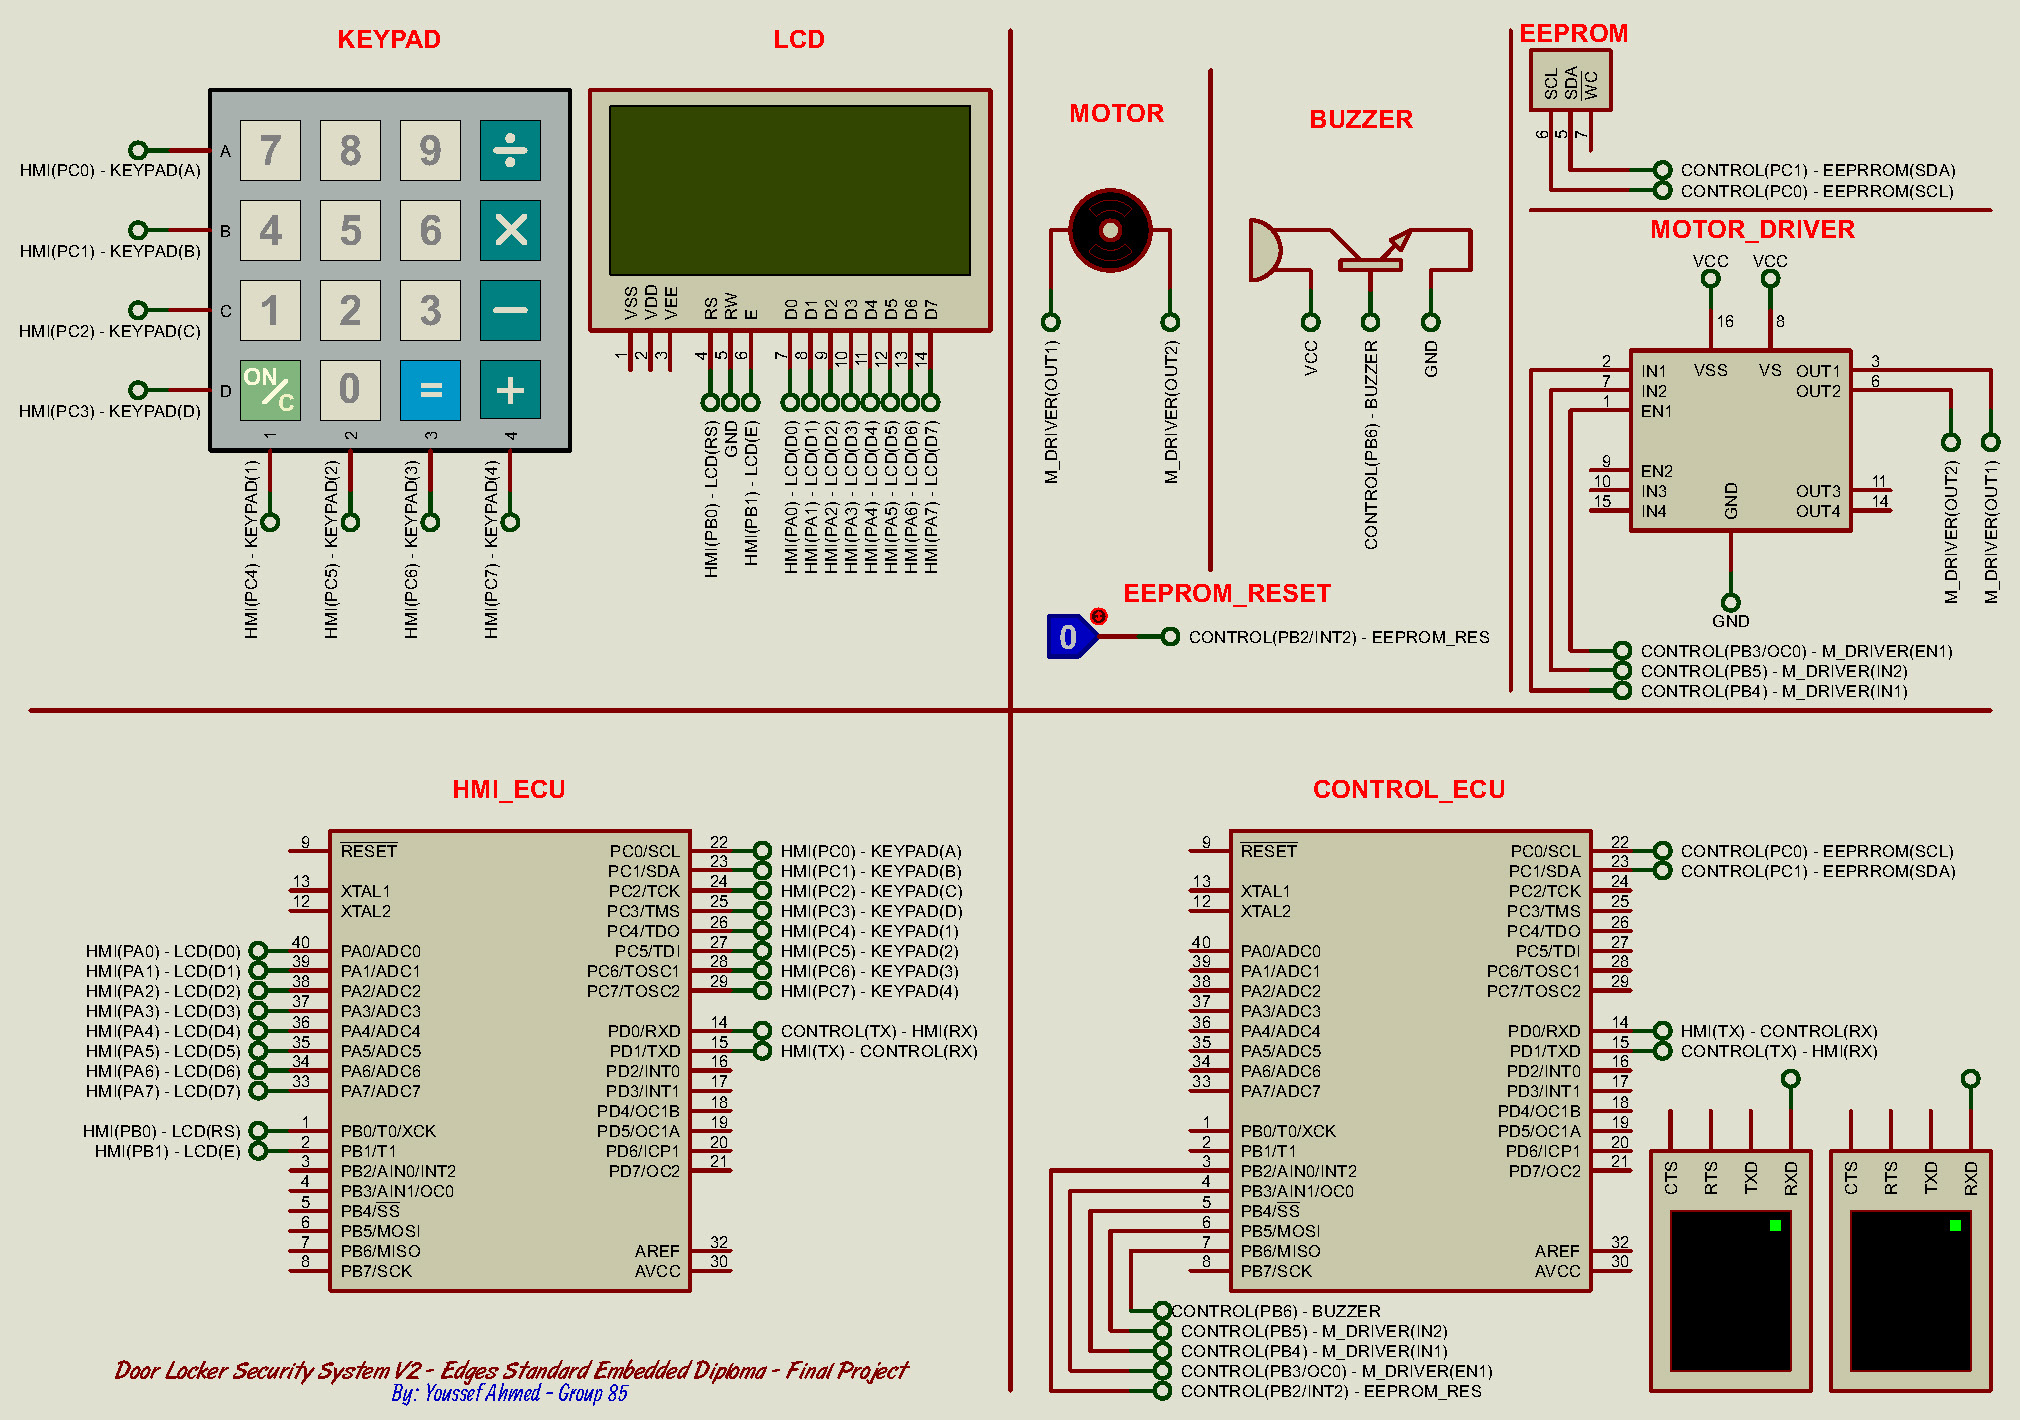 KEYPAD
7
8
9
÷
4
5
6
×
1
2
3
−
ON/C
0
=
+
A
B
C
D
1
2
3
4
HMI(PC0) - KEYPAD(A)
HMI(PC1) - KEYPAD(B)
HMI(PC2) - KEYPAD(C)
HMI(PC3) - KEYPAD(D)
HMI(PC4) - KEYPAD(1)
HMI(PC5) - KEYPAD(2)
HMI(PC6) - KEYPAD(3)
HMI(PC7) - KEYPAD(4)
LCD
VSS
VDD
VEE
RS
RW
E
D0
D1
D2
D3
D4
D5
D6
D7
1
2
3
4
5
6
7
8
9
10
11
12
13
14
HMI(PB0) - LCD(RS)
GND
HMI(PB1) - LCD(E)
HMI(PA0) - LCD(D0)
HMI(PA1) - LCD(D1)
HMI(PA2) - LCD(D2)
HMI(PA3) - LCD(D3)
HMI(PA4) - LCD(D4)
HMI(PA5) - LCD(D5)
HMI(PA6) - LCD(D6)
HMI(PA7) - LCD(D7)
MOTOR
M_DRIVER(OUT1)
M_DRIVER(OUT2)
BUZZER
VCC
CONTROL(PB6) - BUZZER
GND
EEPROM_RESET
0
CONTROL(PB2/INT2) - EEPROM_RES
EEPROM
SCL
SDA
WC
6
5
7
CONTROL(PC1) - EEPRROM(SDA)
CONTROL(PC0) - EEPRROM(SCL)
MOTOR_DRIVER
VCC
VCC
16
8
2
7
1
9
10
15
IN1
IN2
EN1
EN2
IN3
IN4
VSS
VS
GND
OUT1
OUT2
OUT3
OUT4
3
6
11
14
M_DRIVER(OUT2)
M_DRIVER(OUT1)
GND
CONTROL(PB3/OC0) - M_DRIVER(EN1)
CONTROL(PB5) - M_DRIVER(IN2)
CONTROL(PB4) - M_DRIVER(IN1)
HMI_ECU
9 RESET
13 XTAL1
12 XTAL2
HMI(PA0) - LCD(D0) 40 PA0/ADC0
HMI(PA1) - LCD(D1) 39 PA1/ADC1
HMI(PA2) - LCD(D2) 38 PA2/ADC2
HMI(PA3) - LCD(D3) 37 PA3/ADC3
HMI(PA4) - LCD(D4) 36 PA4/ADC4
HMI(PA5) - LCD(D5) 35 PA5/ADC5
HMI(PA6) - LCD(D6) 34 PA6/ADC6
HMI(PA7) - LCD(D7) 33 PA7/ADC7
HMI(PB0) - LCD(RS) 1 PB0/T0/XCK
HMI(PB1) - LCD(E) 2 PB1/T1
3 PB2/AIN0/INT2
4 PB3/AIN1/OC0
5 PB4/SS
6 PB5/MOSI
7 PB6/MISO
8 PB7/SCK
PC0/SCL 22 HMI(PC0) - KEYPAD(A)
PC1/SDA 23 HMI(PC1) - KEYPAD(B)
PC2/TCK 24 HMI(PC2) - KEYPAD(C)
PC3/TMS 25 HMI(PC3) - KEYPAD(D)
PC4/TDO 26 HMI(PC4) - KEYPAD(1)
PC5/TDI 27 HMI(PC5) - KEYPAD(2)
PC6/TOSC1 28 HMI(PC6) - KEYPAD(3)
PC7/TOSC2 29 HMI(PC7) - KEYPAD(4)
PD0/RXD 14 CONTROL(TX) - HMI(RX)
PD1/TXD 15 HMI(TX) - CONTROL(RX)
PD2/INT0 16
PD3/INT1 17
PD4/OC1B 18
PD5/OC1A 19
PD6/ICP1 20
PD7/OC2 21
AREF 32
AVCC 30
CONTROL_ECU
9 RESET
13 XTAL1
12 XTAL2
40 PA0/ADC0
39 PA1/ADC1
38 PA2/ADC2
37 PA3/ADC3
36 PA4/ADC4
35 PA5/ADC5
34 PA6/ADC6
33 PA7/ADC7
1 PB0/T0/XCK
2 PB1/T1
3 PB2/AIN0/INT2
4 PB3/AIN1/OC0
5 PB4/SS
6 PB5/MOSI
7 PB6/MISO
8 PB7/SCK
PC0/SCL 22 CONTROL(PC0) - EEPRROM(SCL)
PC1/SDA 23 CONTROL(PC1) - EEPRROM(SDA)
PC2/TCK 24
PC3/TMS 25
PC4/TDO 26
PC5/TDI 27
PC6/TOSC1 28
PC7/TOSC2 29
PD0/RXD 14 HMI(TX) - CONTROL(RX)
PD1/TXD 15 CONTROL(TX) - HMI(RX)
PD2/INT0 16
PD3/INT1 17
PD4/OC1B 18
PD5/OC1A 19
PD6/ICP1 20
PD7/OC2 21
AREF 32
AVCC 30
CONTROL(PB6) - BUZZER
CONTROL(PB5) - M_DRIVER(IN2)
CONTROL(PB4) - M_DRIVER(IN1)
CONTROL(PB3/OC0) - M_DRIVER(EN1)
CONTROL(PB2/INT2) - EEPROM_RES
CTS
RTS
TXD
RXD
CTS
RTS
TXD
RXD
Door Locker Security System V2 - Edges Standard Embedded Diploma - Final Project
By: Youssef Ahmed - Group 85